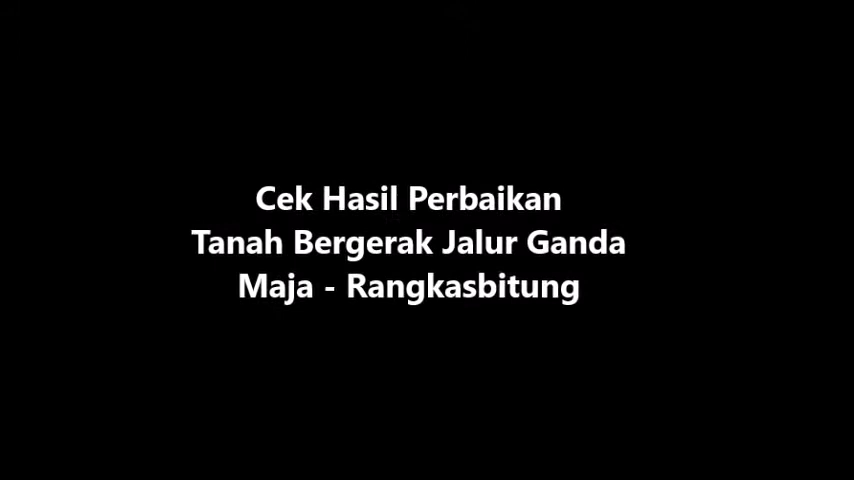 Cek Hasil Perbaikan
Tanah Bergerak Jalur Ganda
Maja - Rangkasbitung